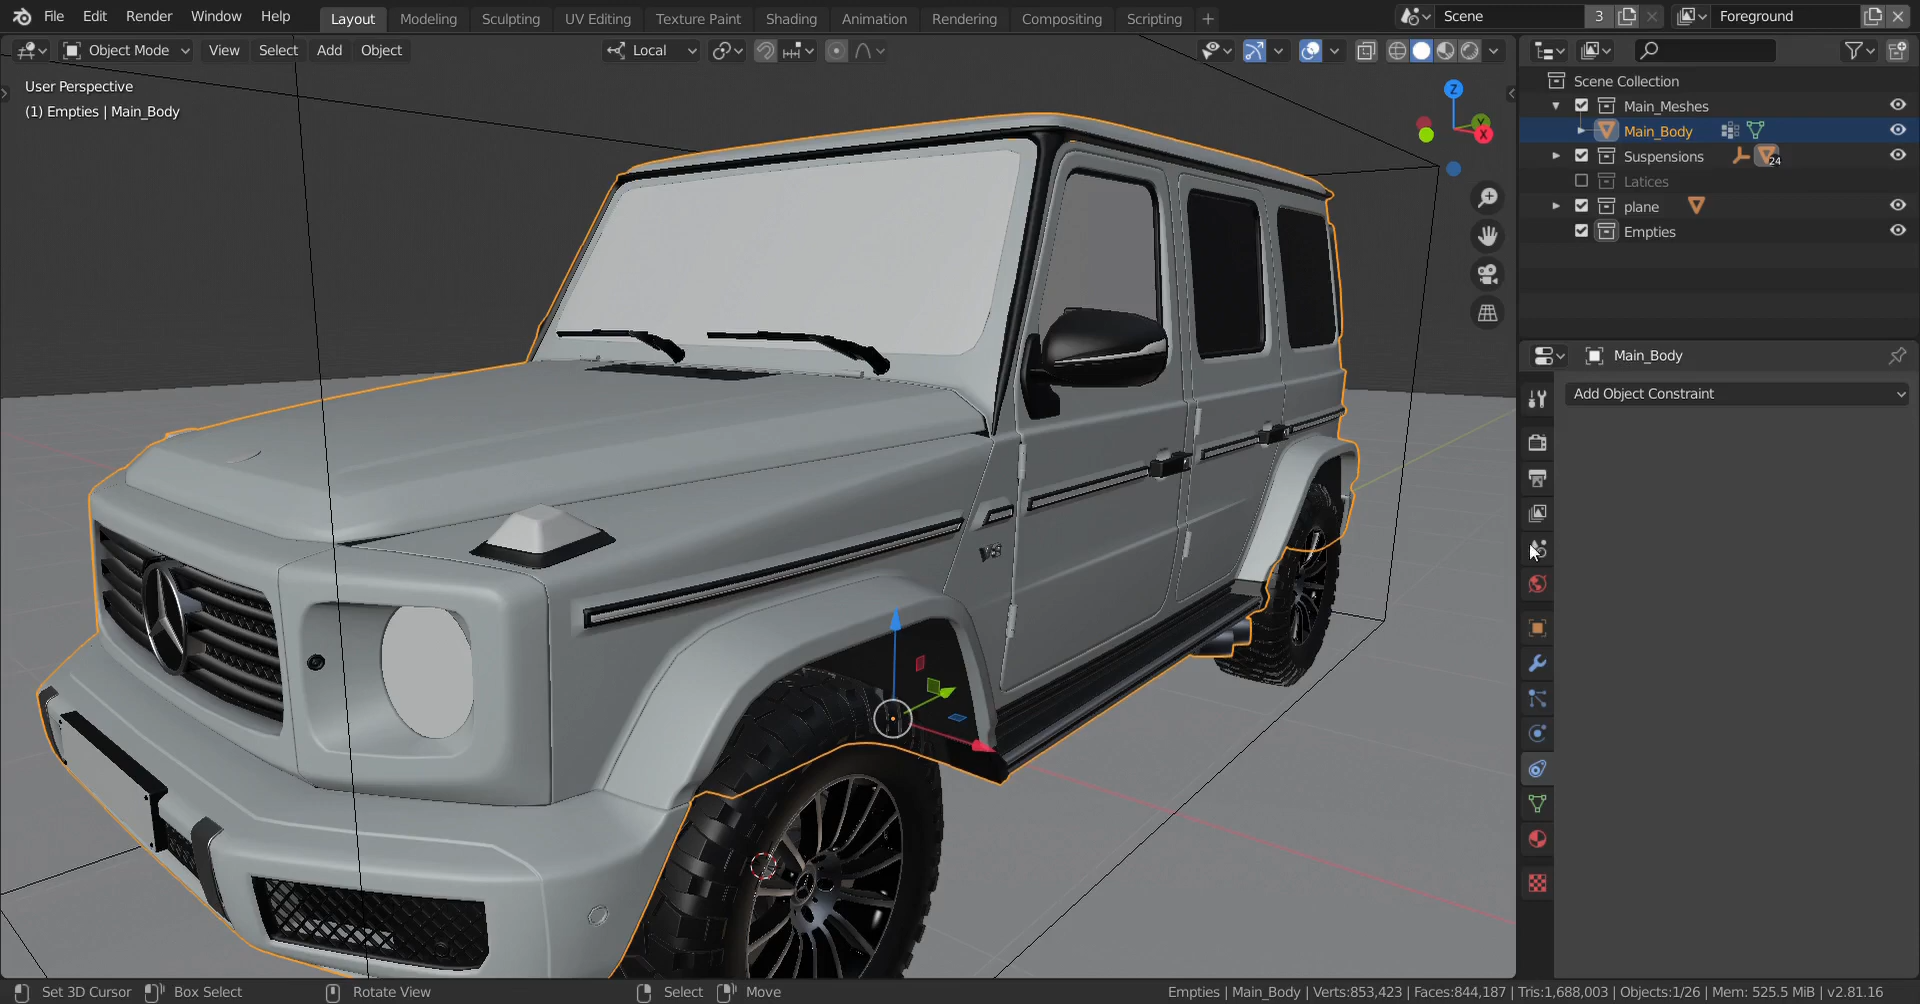 File Edit Render Window Help Layout Modeling Sculpting UV Editing Texture Paint Shading Animation Rendering Compositing Scripting + Scene 3 Foreground
Object Mode View Select Add Object Local
User Perspective
(1) Empties | Main_Body
Z
Y
X
V8
Scene Collection
Main_Meshes
Main_Body
Suspensions 24
Latices
plane
Empties
Main_Body
Add Object Constraint
Set 3D Cursor Box Select Rotate View Select Move Empties | Main_Body | Verts:853,423 | Faces:844,187 | Tris:1,688,003 | Objects:1/26 | Mem: 525.5 MiB | v2.81.16